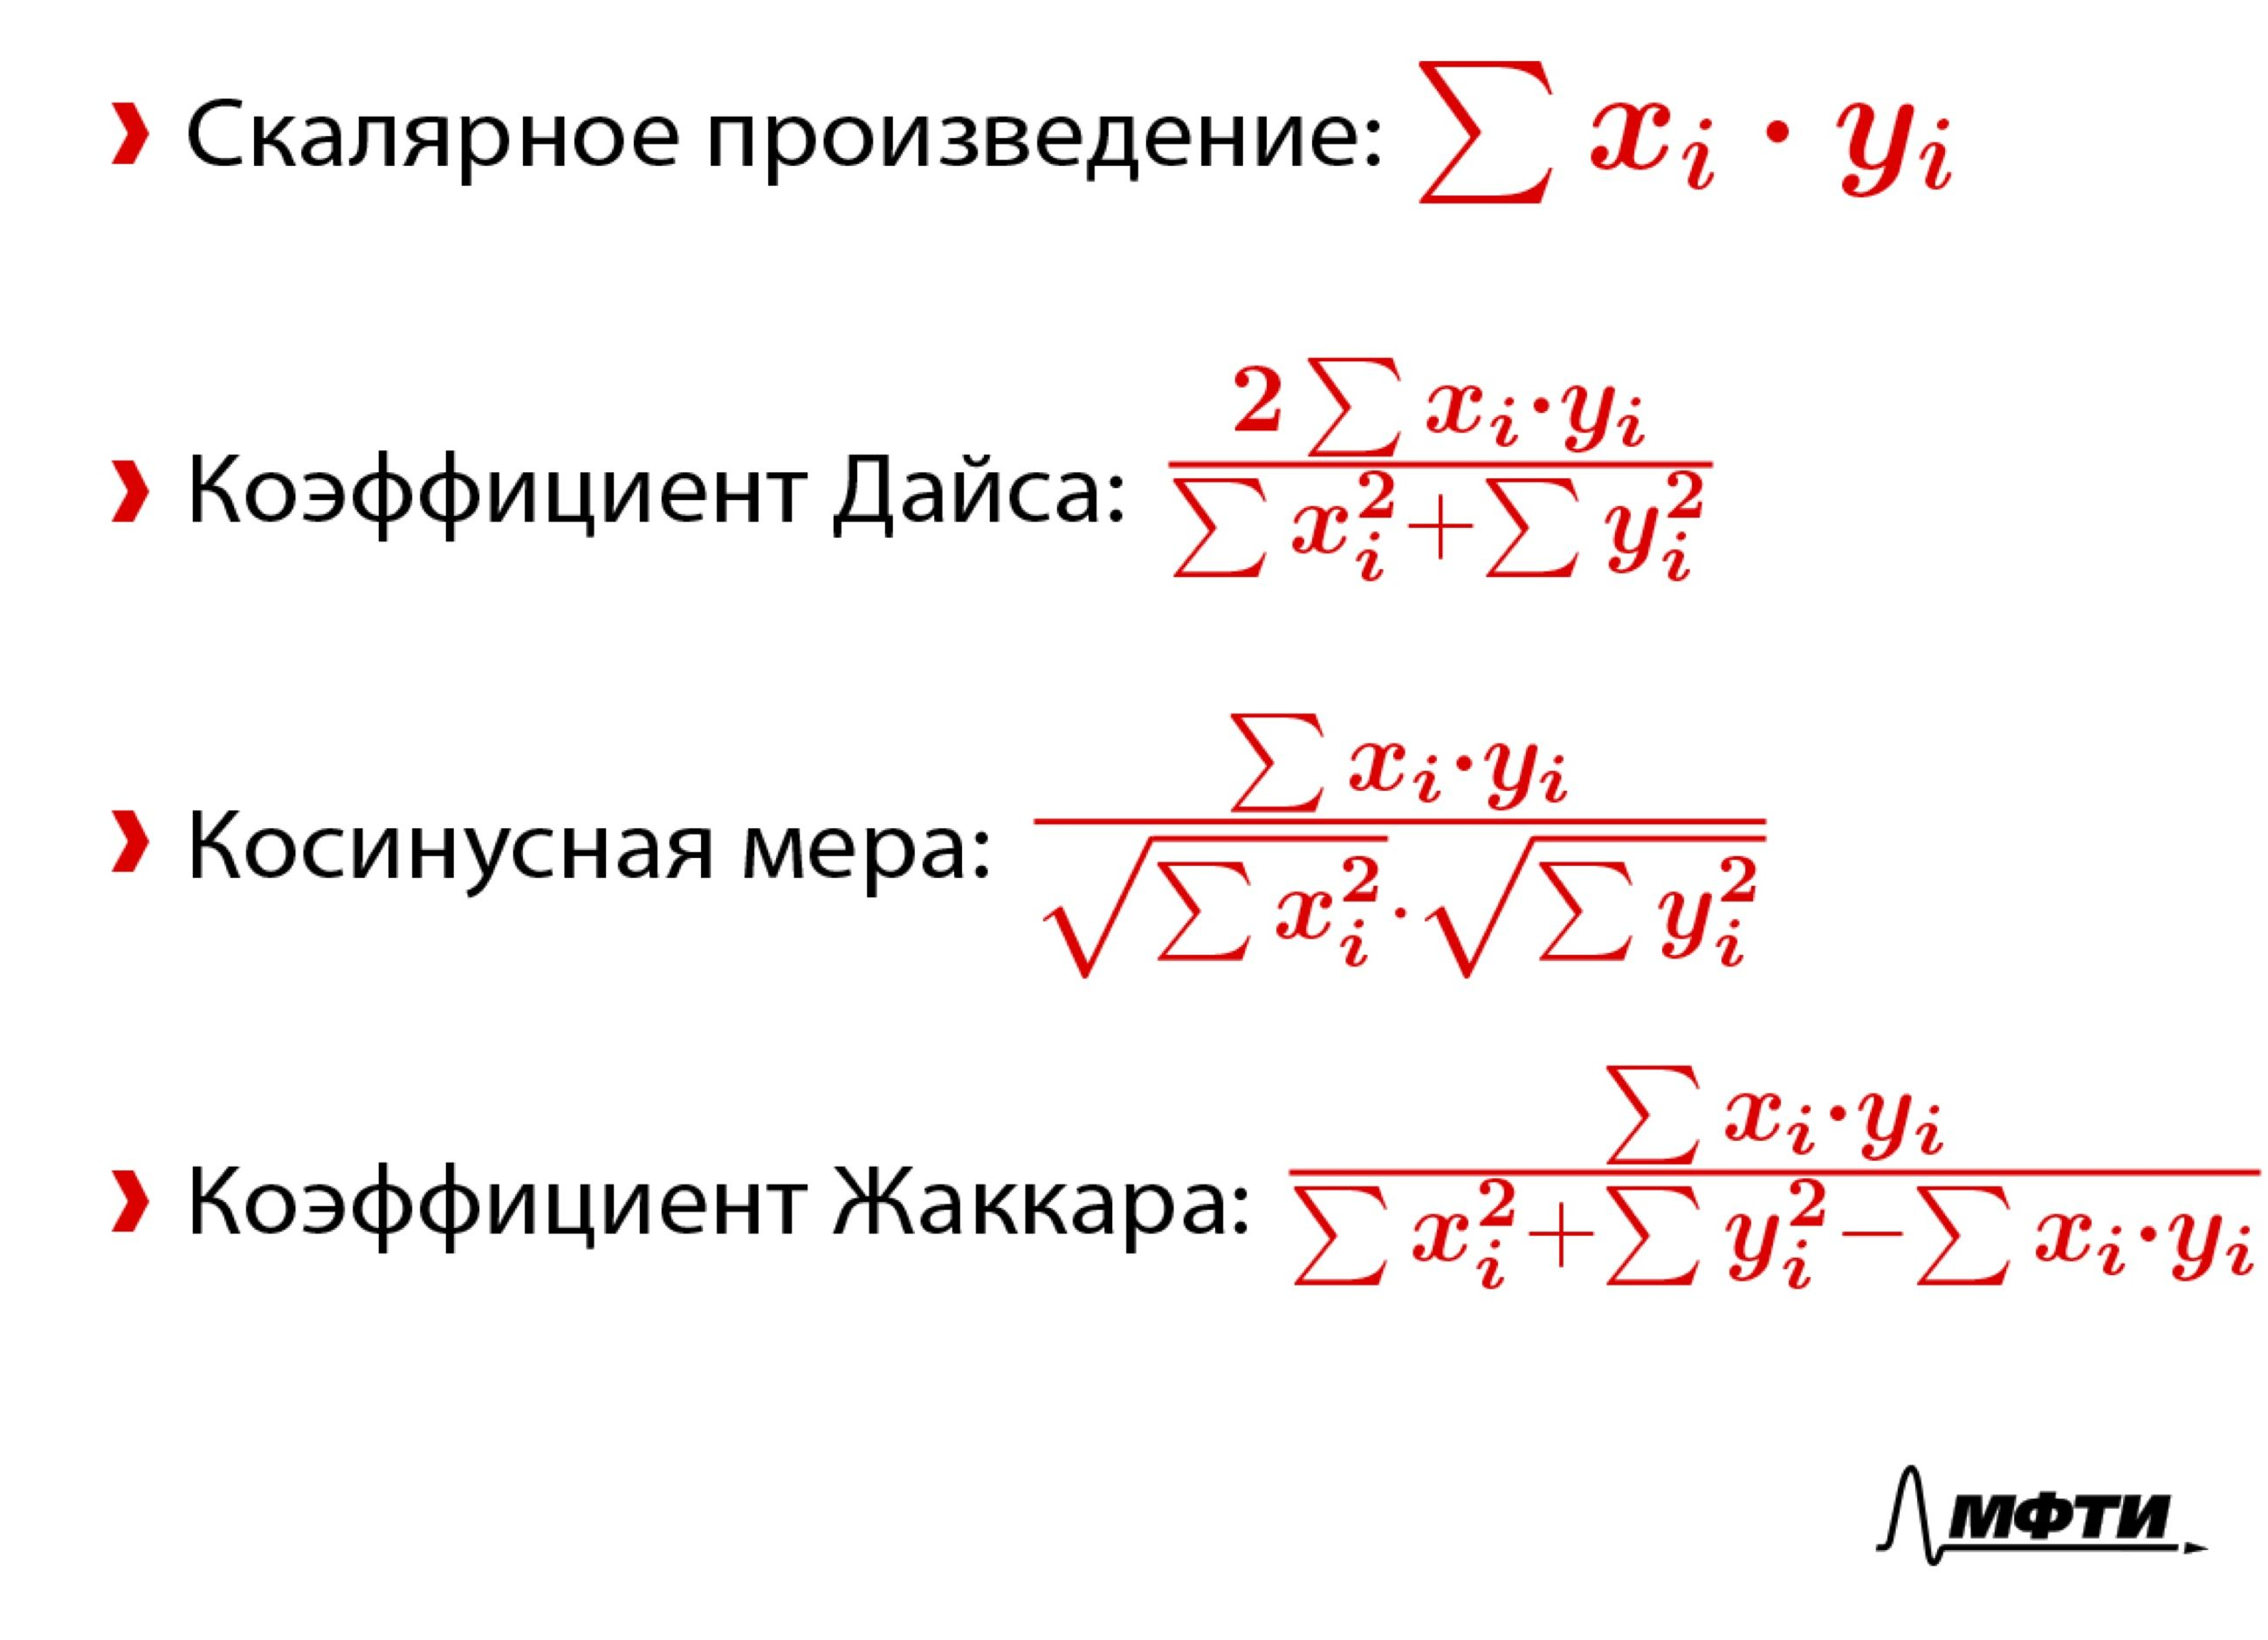 Скалярное произведение: ∑ xᵢ · yᵢ
Коэффициент Дайса: 2∑ xᵢ·yᵢ / (∑ xᵢ² + ∑ yᵢ²)
Косинусная мера: ∑ xᵢ·yᵢ / (√(∑ xᵢ²) · √(∑ yᵢ²))
Коэффициент Жаккара: ∑ xᵢ·yᵢ / (∑ xᵢ² + ∑ yᵢ² − ∑ xᵢ·yᵢ)
МФТИ